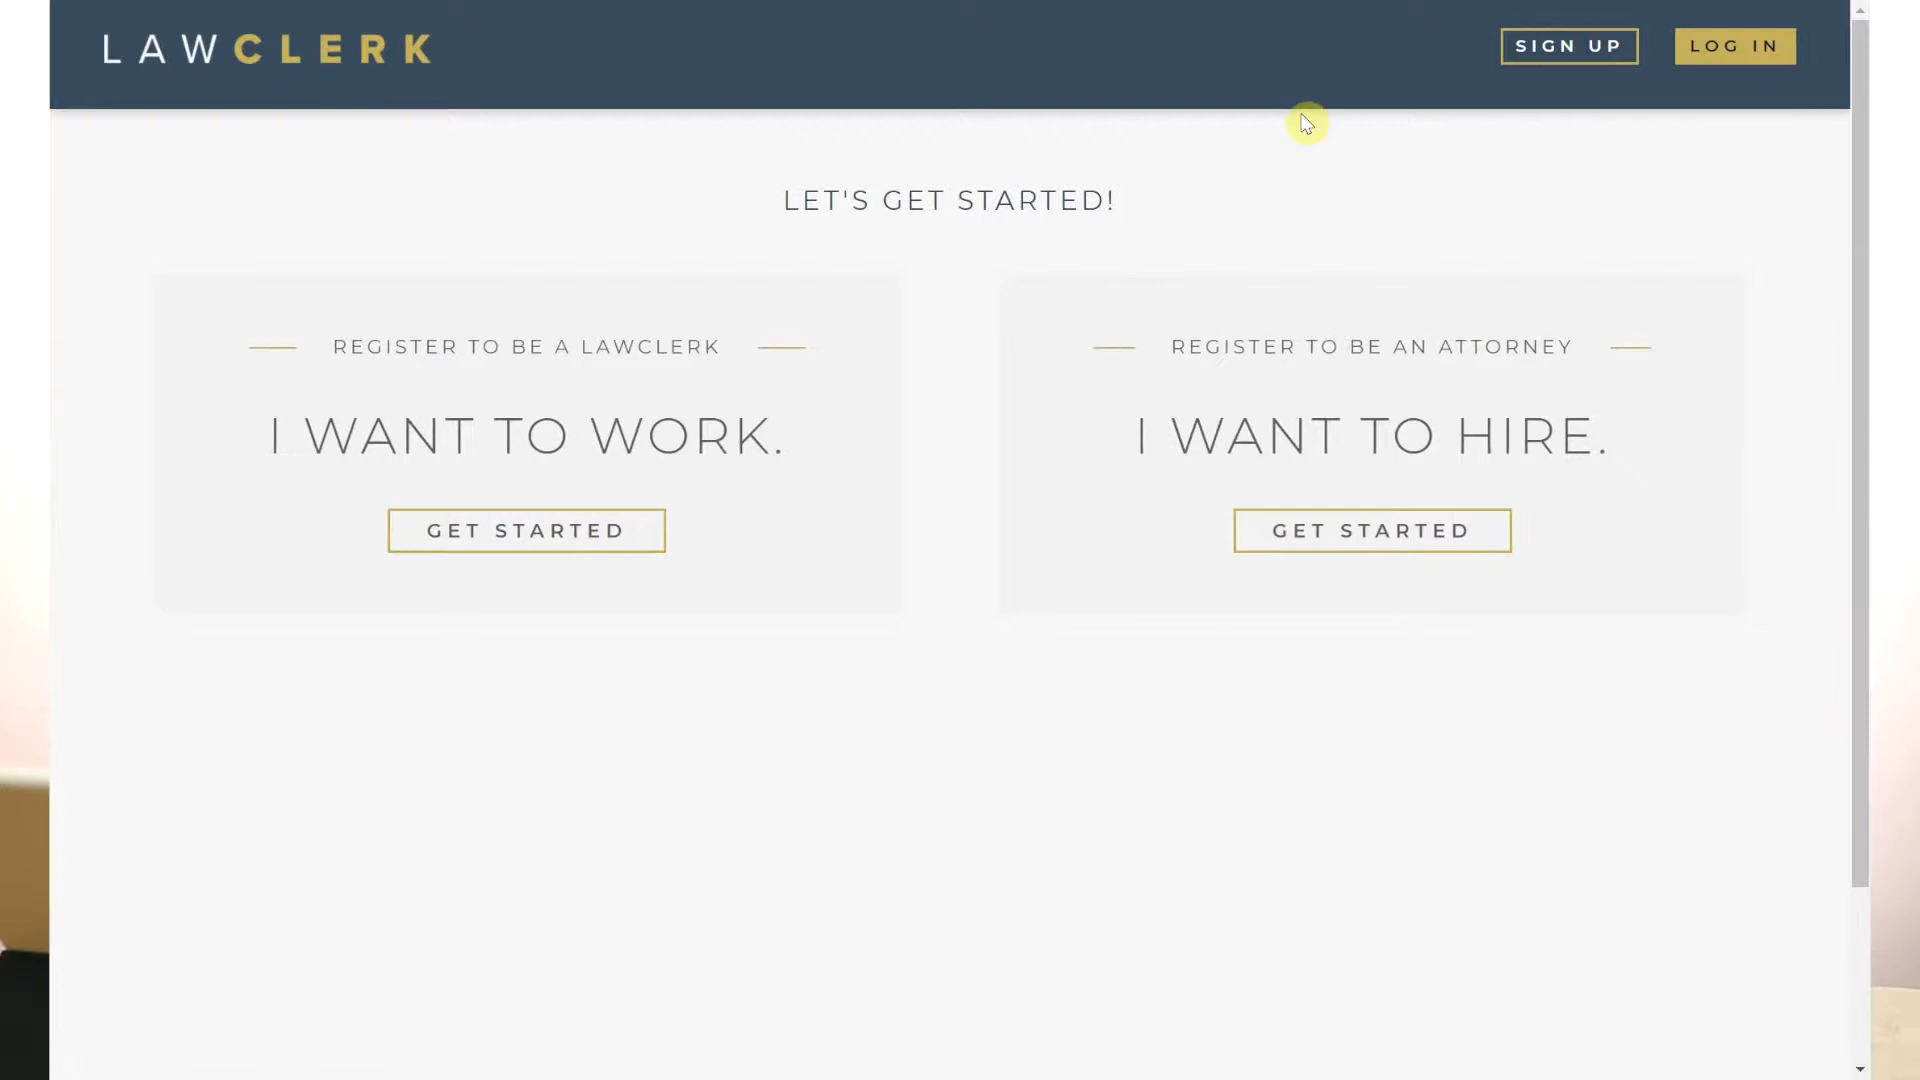 LAWCLERK
SIGN UP
LOG IN
LET'S GET STARTED!
REGISTER TO BE A LAWCLERK
I WANT TO WORK.
GET STARTED
REGISTER TO BE AN ATTORNEY
I WANT TO HIRE.
GET STARTED